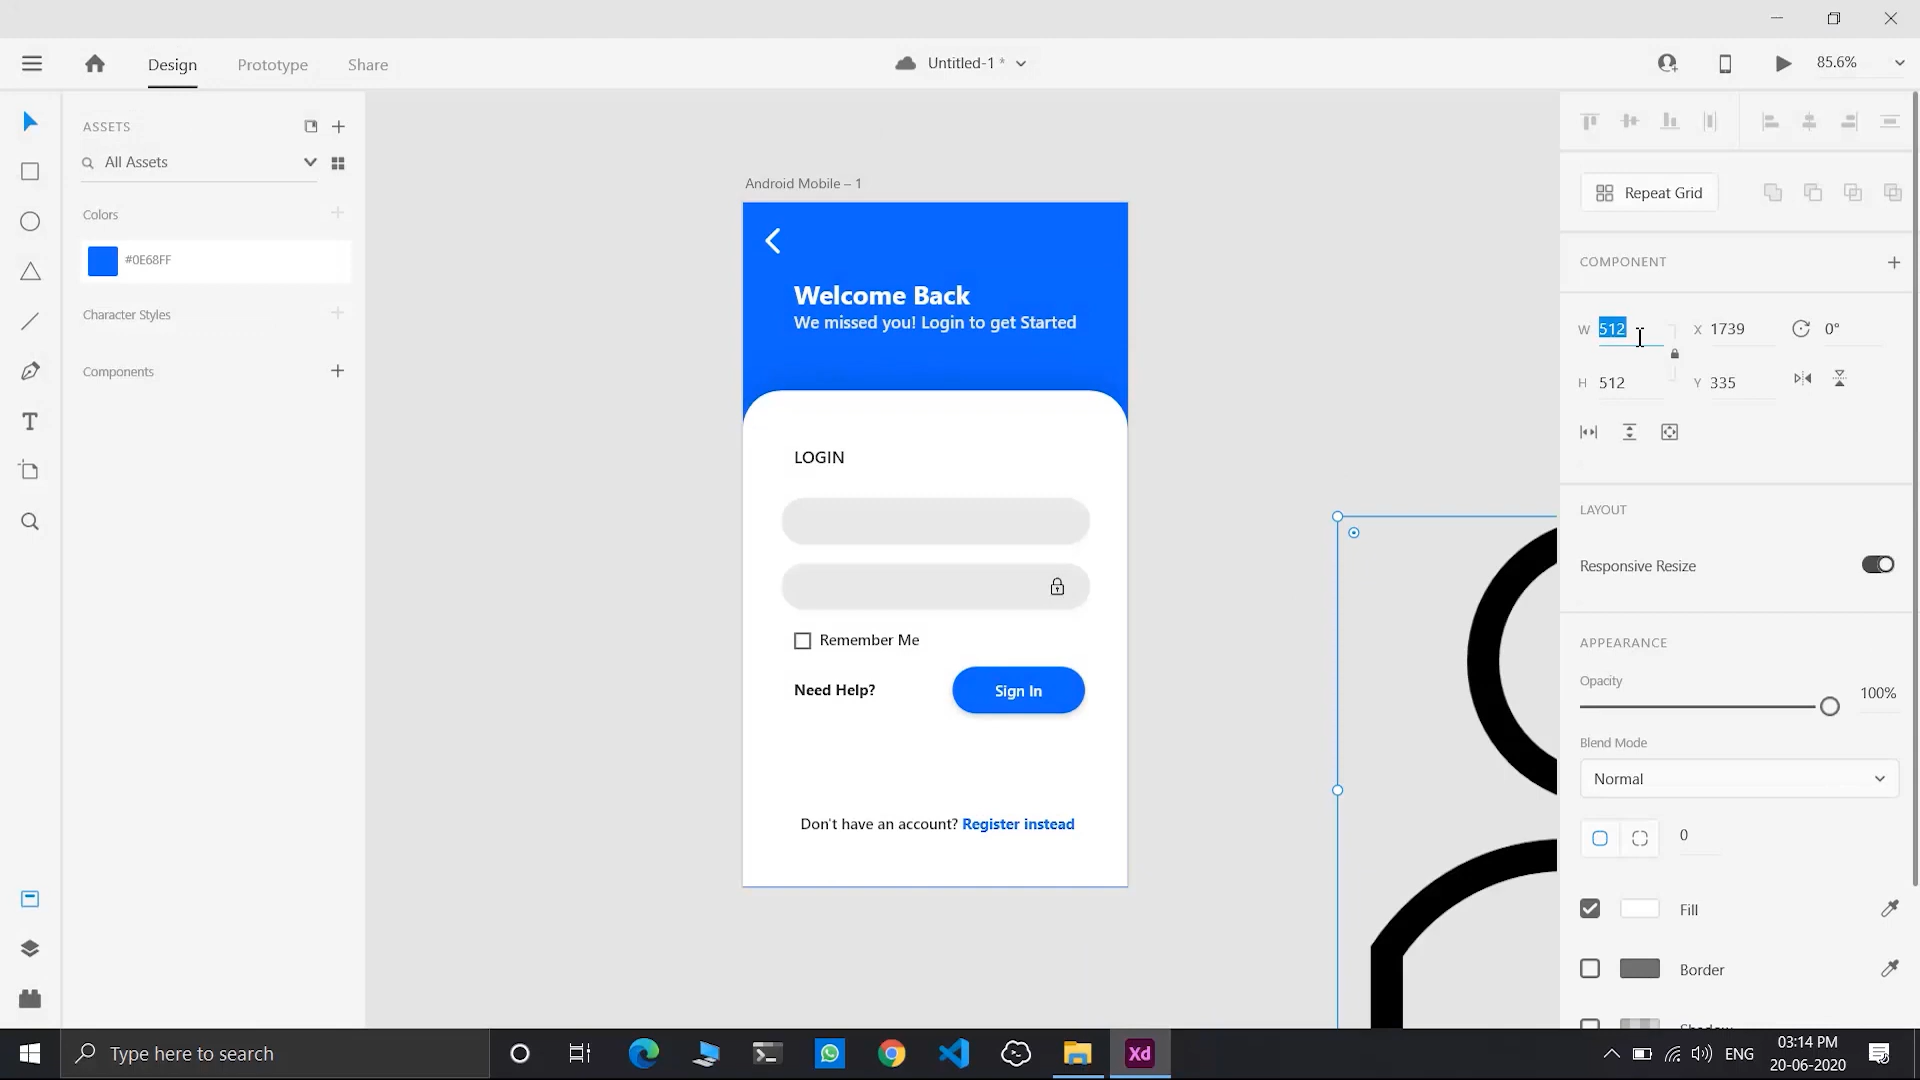 Design
Prototype
Share
Untitled-1 *
85.6%
ASSETS
All Assets
Colors
#0E68FF
Character Styles
Components
Android Mobile – 1
Welcome Back
We missed you! Login to get Started
LOGIN
Remember Me
Need Help?
Sign In
Don't have an account? Register instead
Repeat Grid
COMPONENT
W 512
X 1739
0°
H 512
Y 335
LAYOUT
Responsive Resize
APPEARANCE
Opacity
100%
Blend Mode
Normal
0
Fill
Border
Shadow
Type here to search
Xd
ENG
03:14 PM
20-06-2020